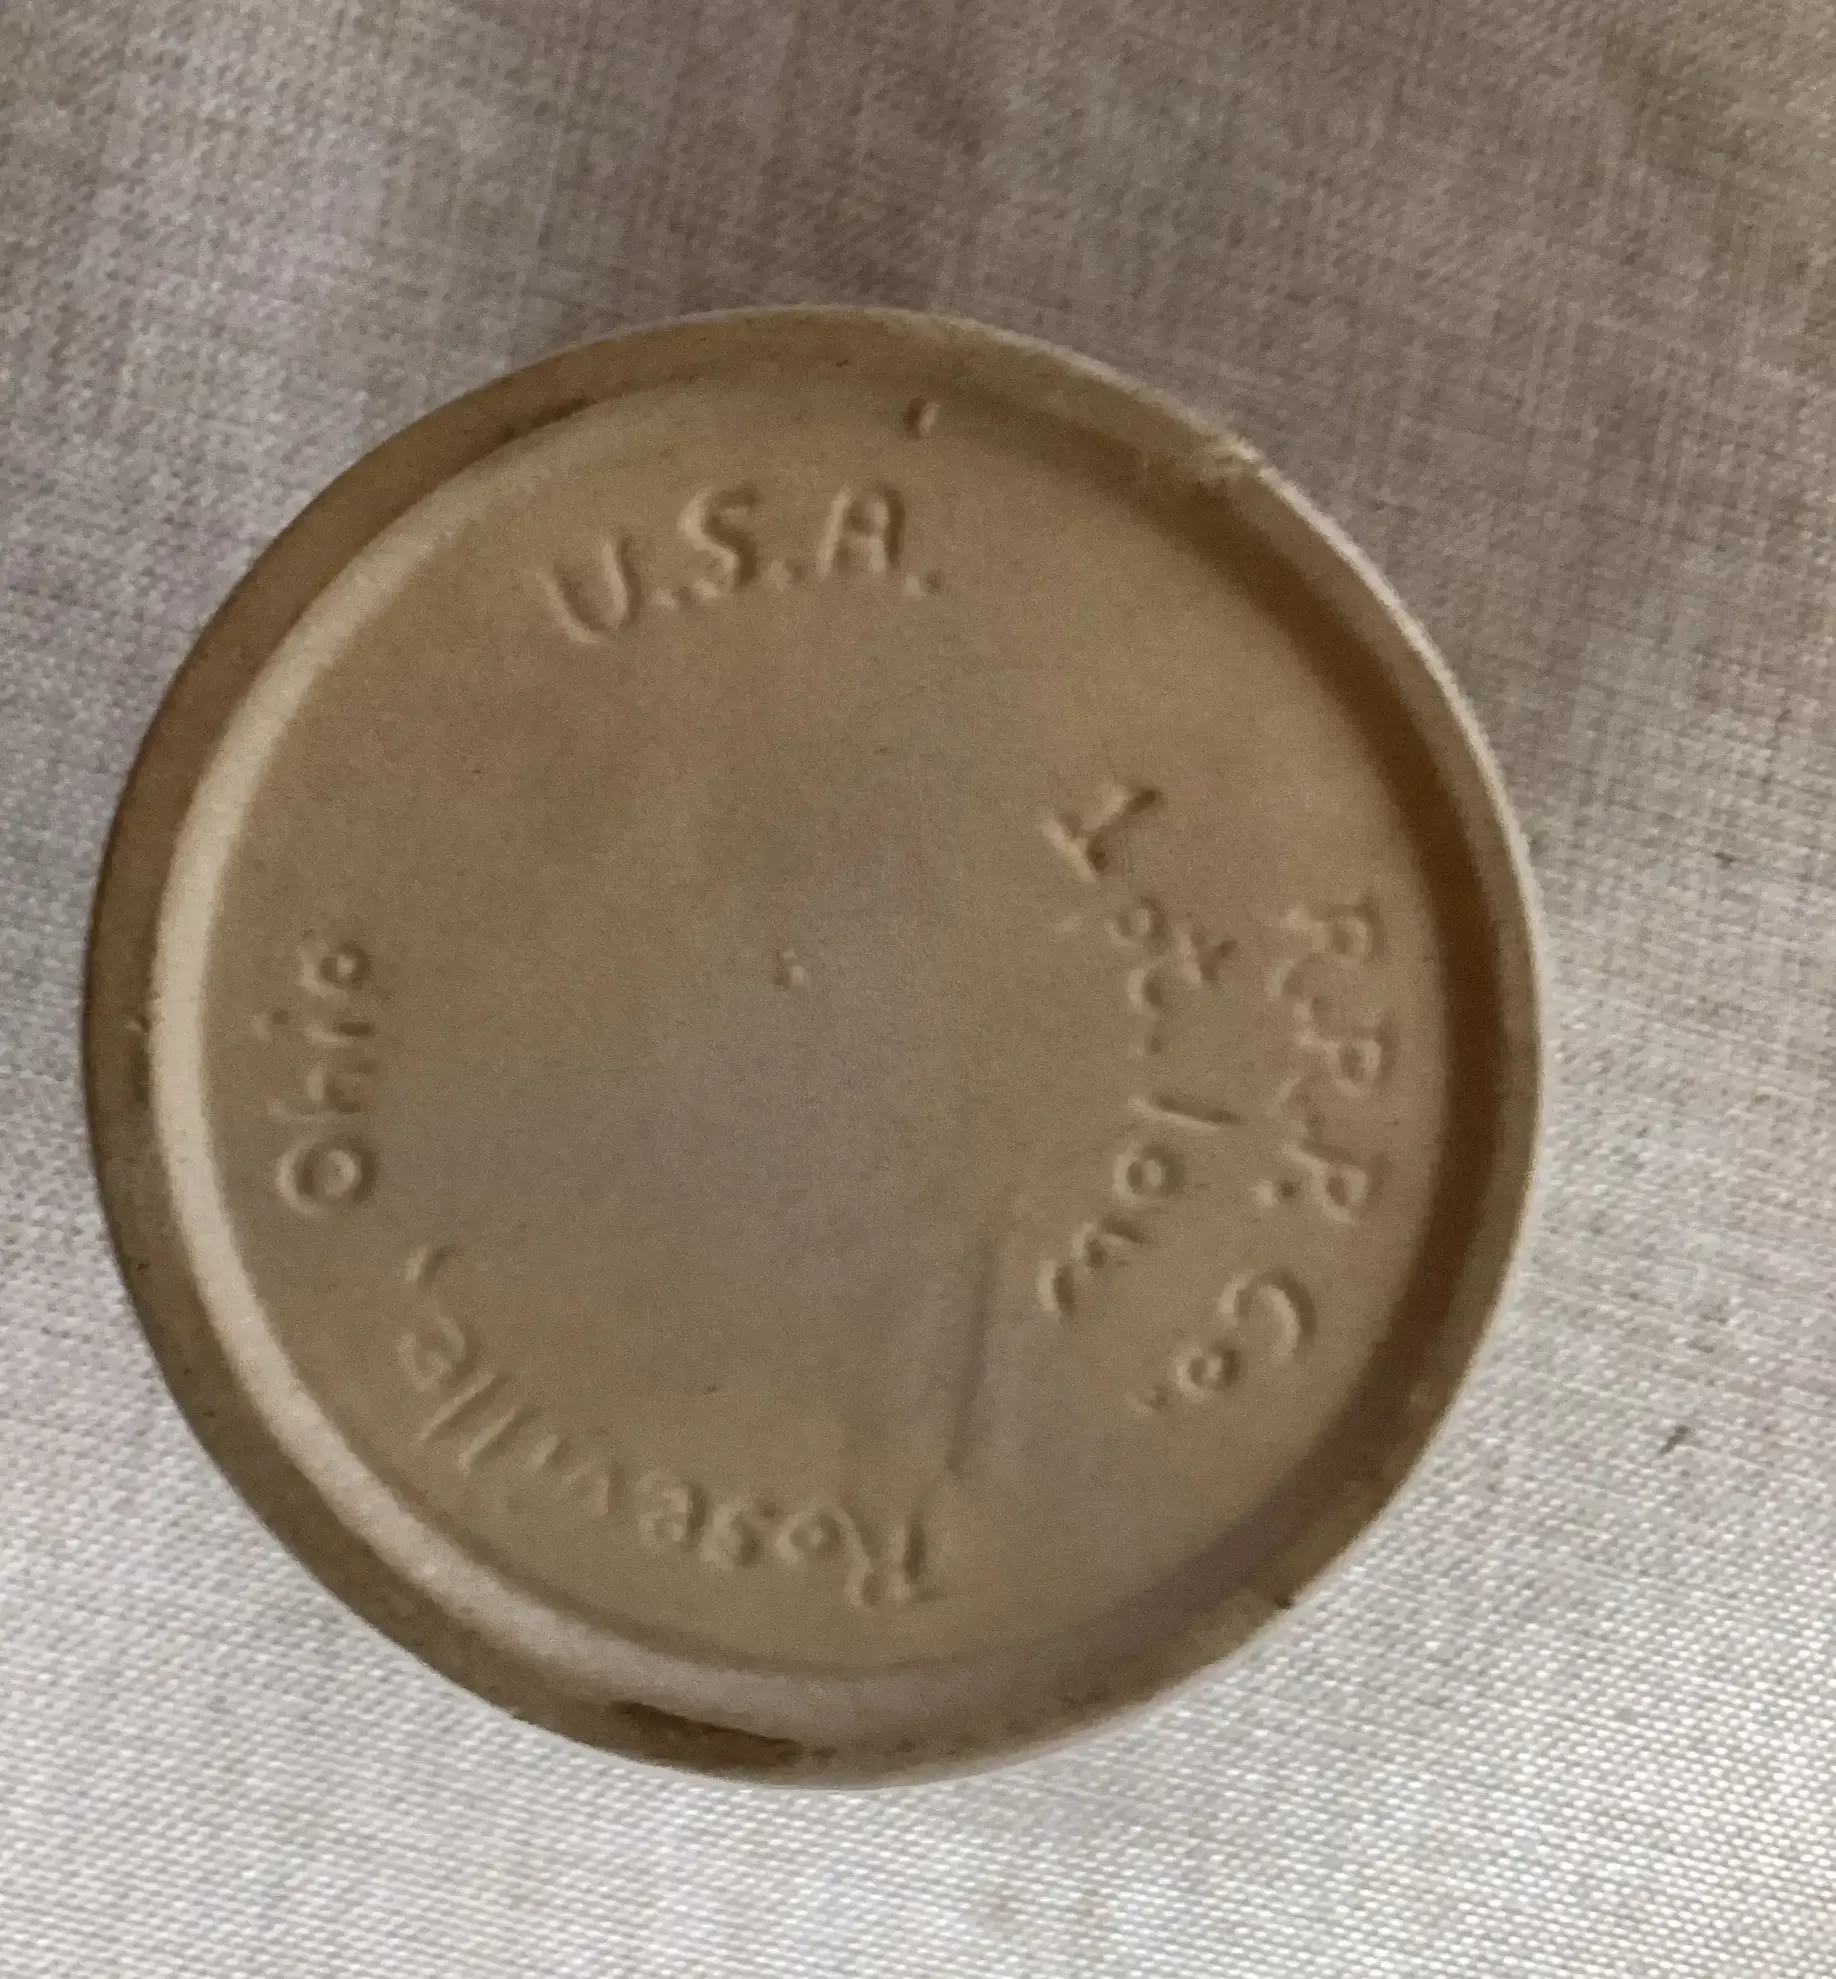 U.S.A.
R.R.P. Co.
Roseville,
Ohio